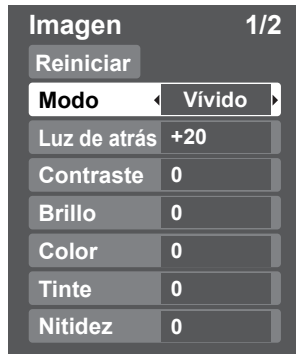 Imagen 1/2
Reiniciar
Modo Vívido
Luz de atrás +20
Contraste 0
Brillo 0
Color 0
Tinte 0
Nitidez 0